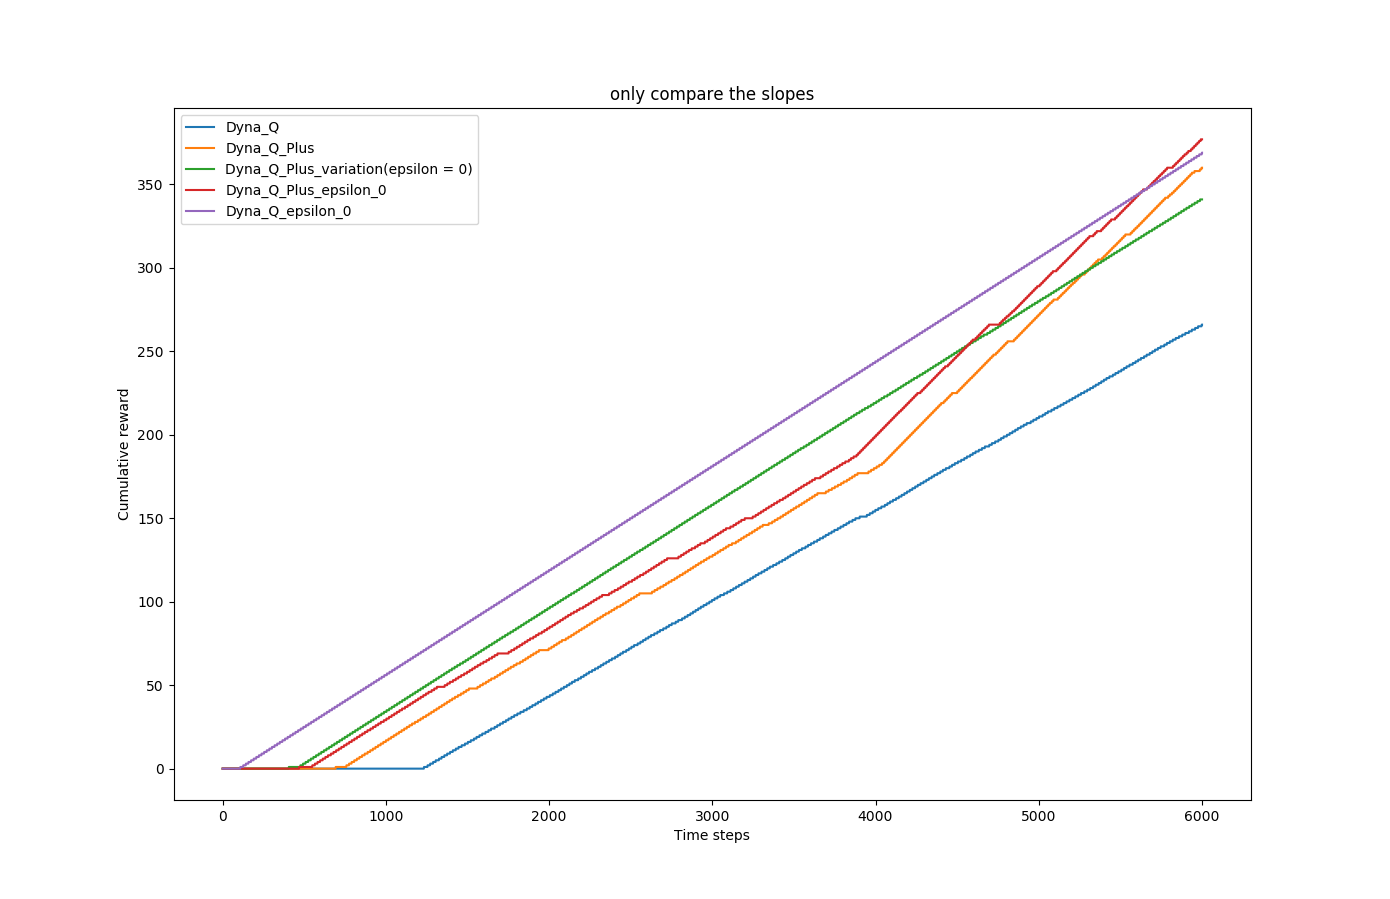 only compare the slopes
Dyna_Q
Dyna_Q_Plus
Dyna_Q_Plus_variation(epsilon = 0)
Dyna_Q_Plus_epsilon_0
Dyna_Q_epsilon_0
350
300
250
200
150
100
50
0
Cumulative reward
0 1000 2000 3000 4000 5000 6000
Time steps